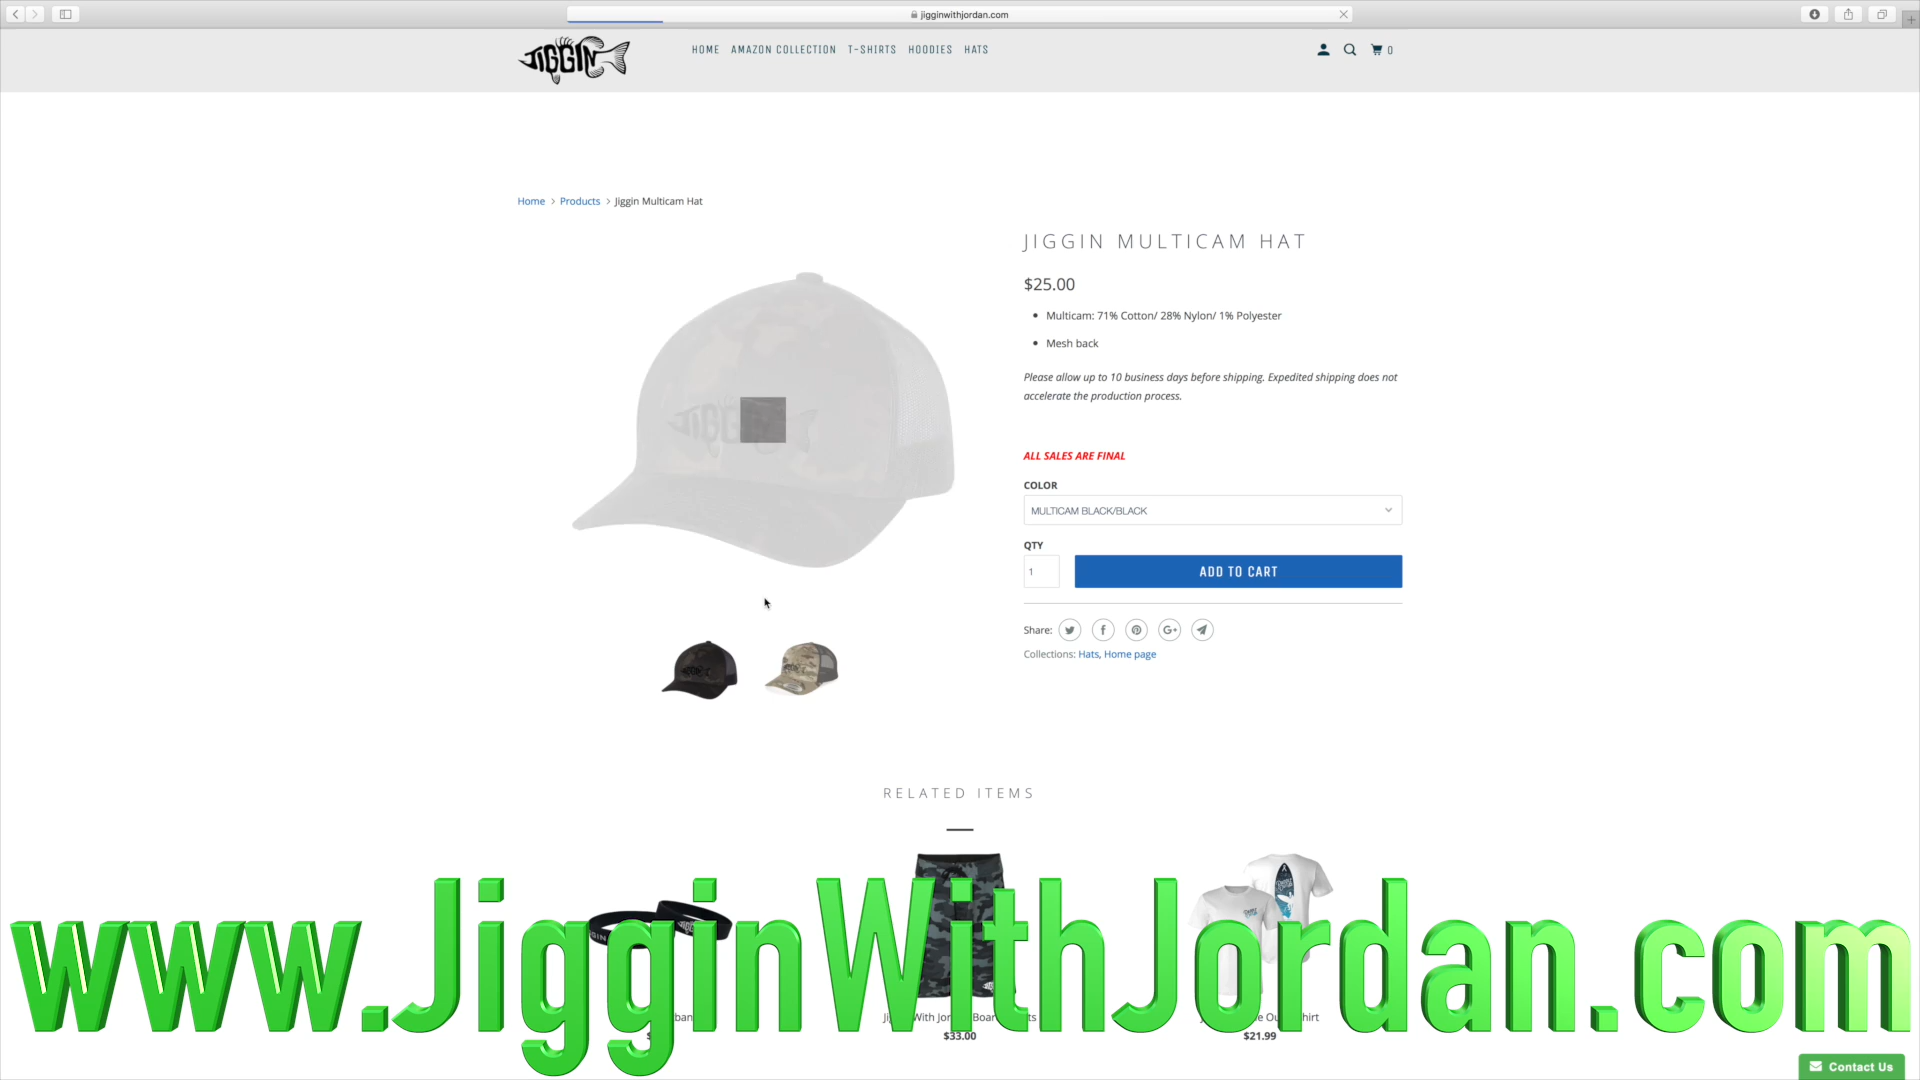 jigginwithjordan.com
JIGGIN
HOME AMAZON COLLECTION T-SHIRTS HOODIES HATS
0
Home > Products > Jiggin Multicam Hat
JIGGIN MULTICAM HAT
$25.00
Multicam: 71% Cotton/ 28% Nylon/ 1% Polyester
Mesh back
Please allow up to 10 business days before shipping. Expedited shipping does not
accelerate the production process.
ALL SALES ARE FINAL
COLOR
MULTICAM BLACK/BLACK
QTY
1
ADD TO CART
Share:
Collections: Hats, Home page
RELATED ITEMS
www.JigginWithJordan.com
$33.00
$21.99
Contact Us